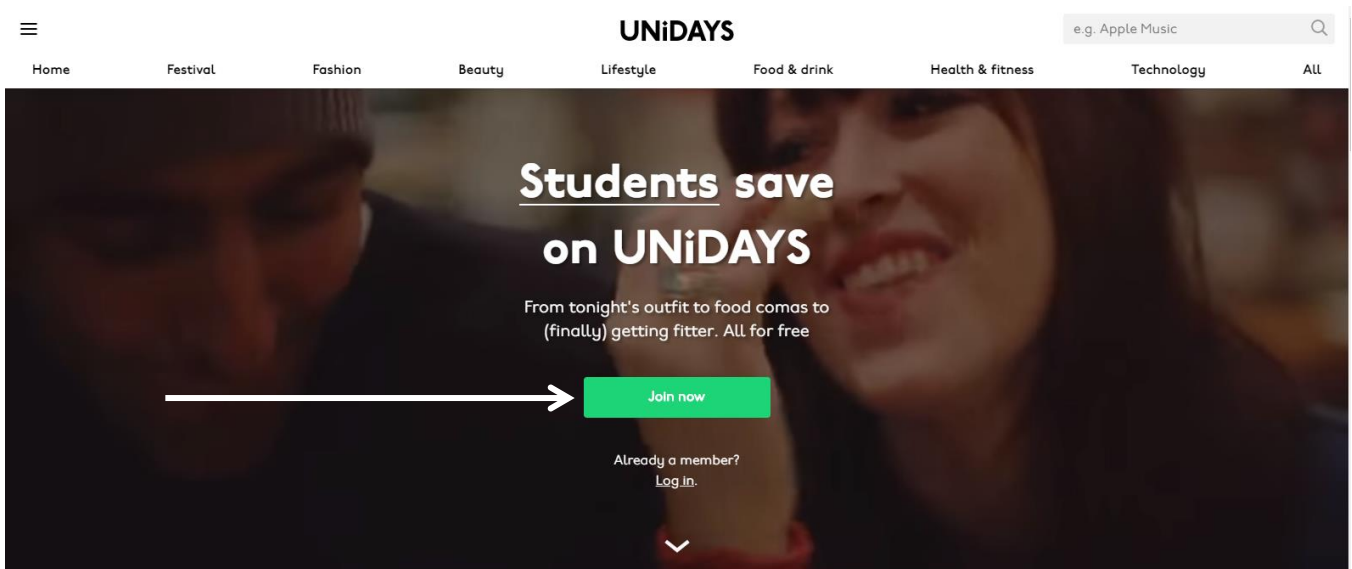 UNiDAYS
e.g. Apple Music
Home Festival Fashion Beauty Lifestyle Food & drink Health & fitness Technology All
Students save
on UNiDAYS
From tonight's outfit to food comas to
(finally) getting fitter. All for free
Join now
Already a member?
Log in.